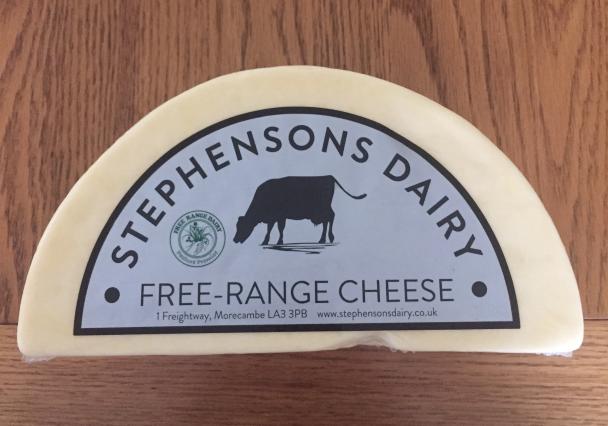 STEPHENSONS DAIRY
FREE RANGE DAIRY
FREE-RANGE CHEESE
1 Freightway, Morecambe LA3 3PB www.stephensonsdairy.co.uk